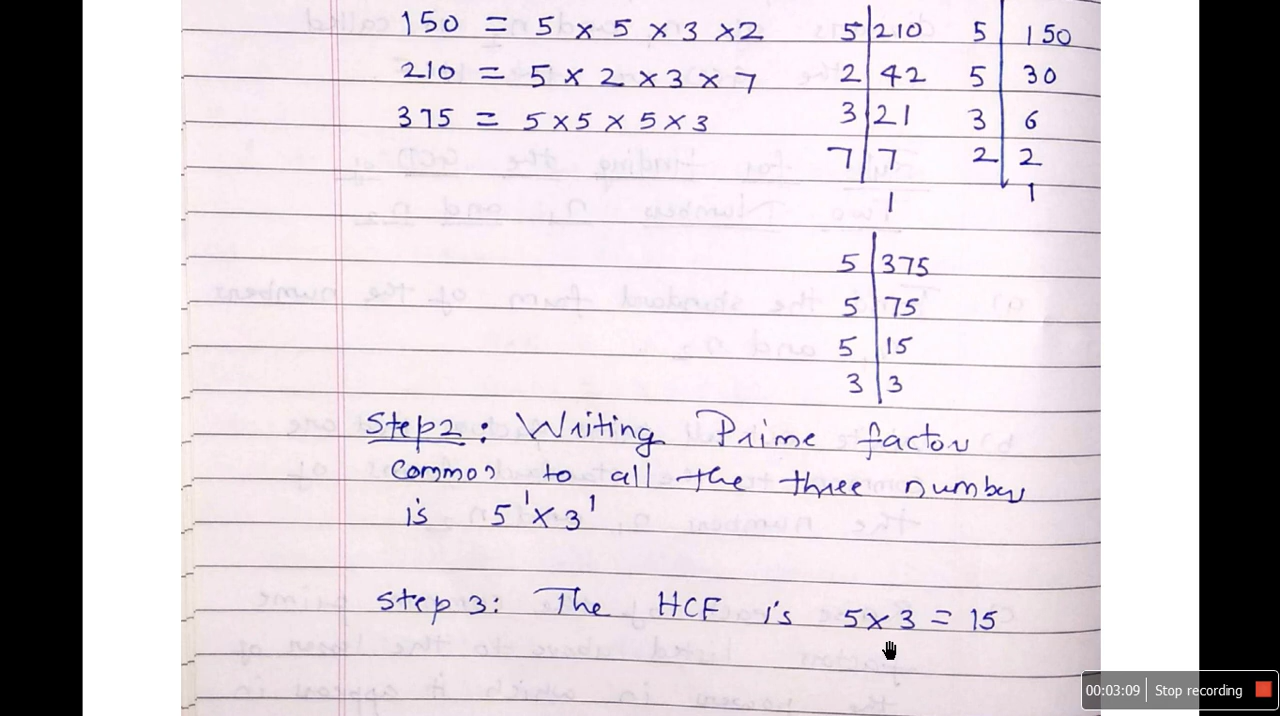 150 = 5 x 5 x 3 x2
210 = 5 x 2 x 3 x 7
375 = 5 x5 x 5 x 3
5 | 210
2 | 42
3 | 21
7 | 7
1
5 | 150
5 | 30
3 | 6
2 | 2
1
5 | 375
5 | 75
5 | 15
3 | 3
Step2: Writing Prime factor
common to all the three number
is 5¹ x 3¹
Step 3: The HCF is 5x 3 = 15
00:03:09 | Stop recording